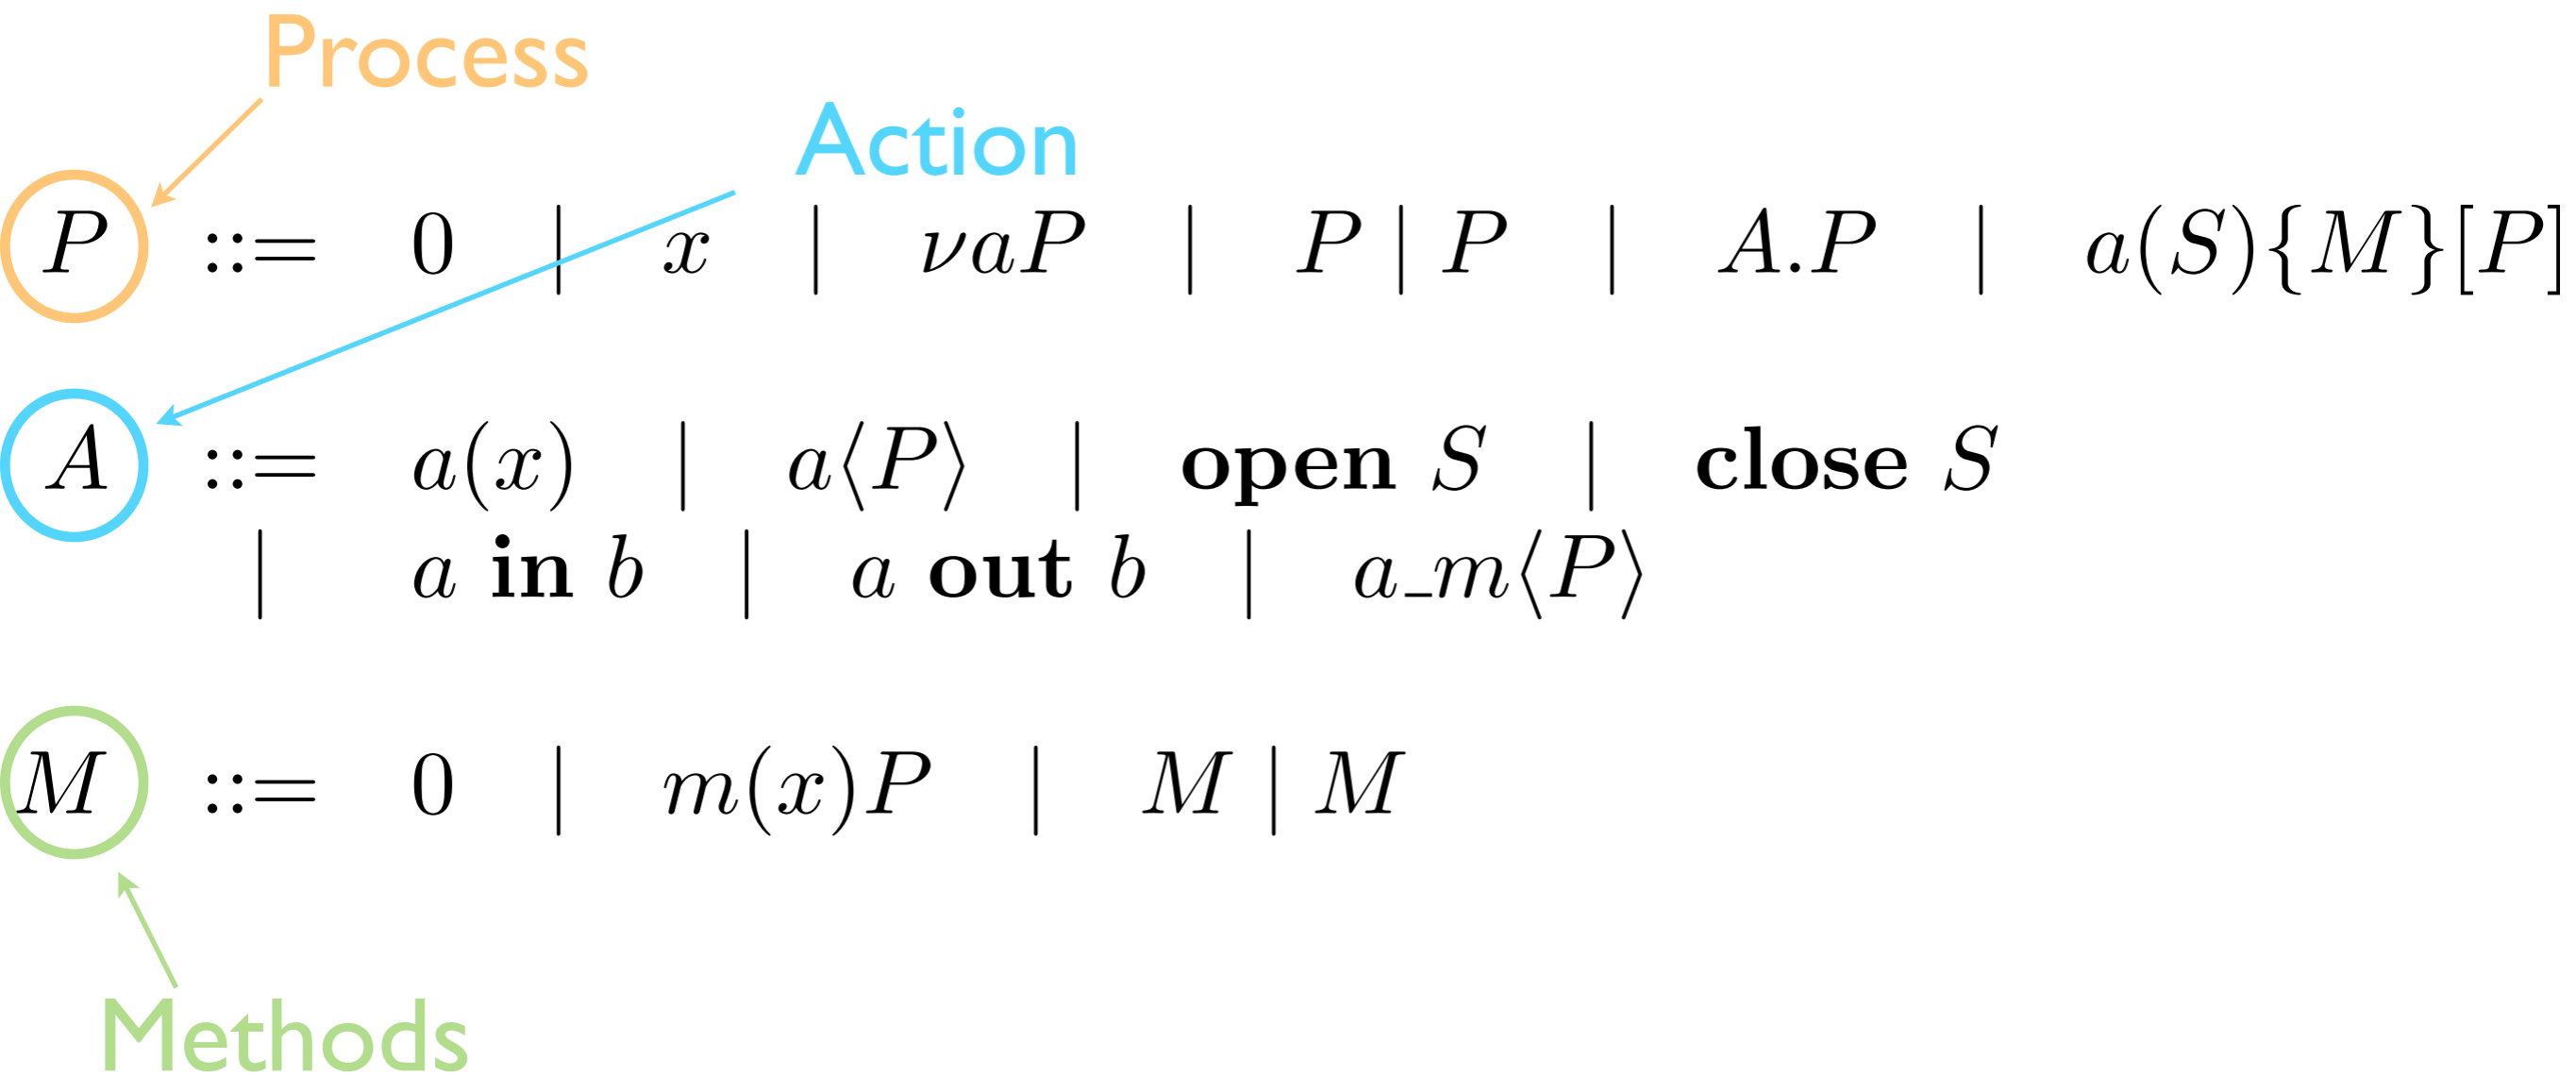 Process
Action
P ::= 0 | x | νaP | P | P | A.P | a(S){M}[P]
A ::= a(x) | a⟨P⟩ | open S | close S
| a in b | a out b | a_m⟨P⟩
M ::= 0 | m(x)P | M | M
Methods